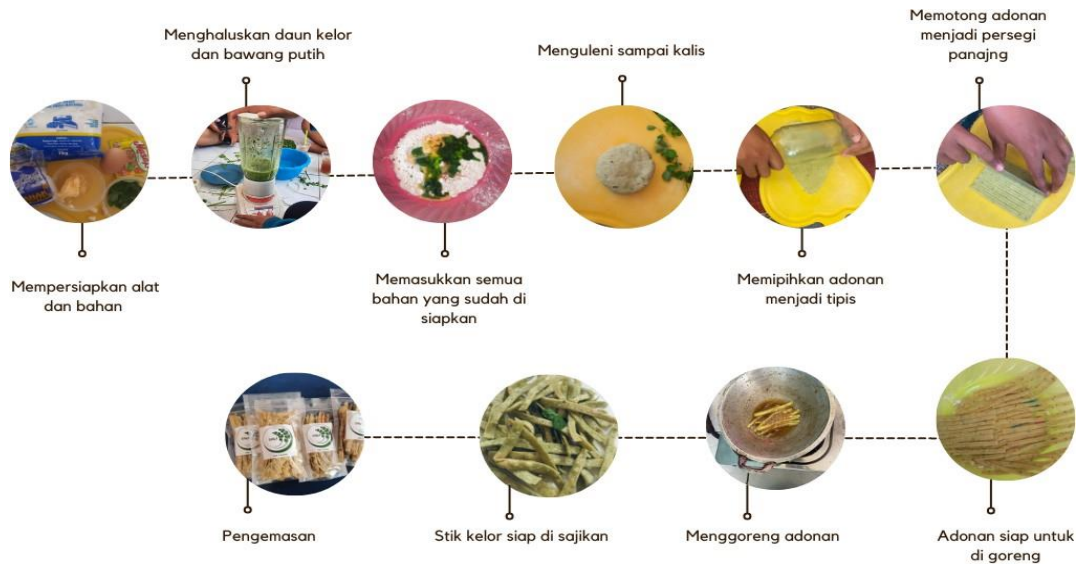 Mempersiapkan alat
dan bahan
Menghaluskan daun kelor
dan bawang putih
Memasukkan semua
bahan yang sudah di
siapkan
Menguleni sampai kalis
Memipihkan adonan
menjadi tipis
Memotong adonan
menjadi persegi
panajng
Adonan siap untuk
di goreng
Menggoreng adonan
Stik kelor siap di sajikan
Pengemasan